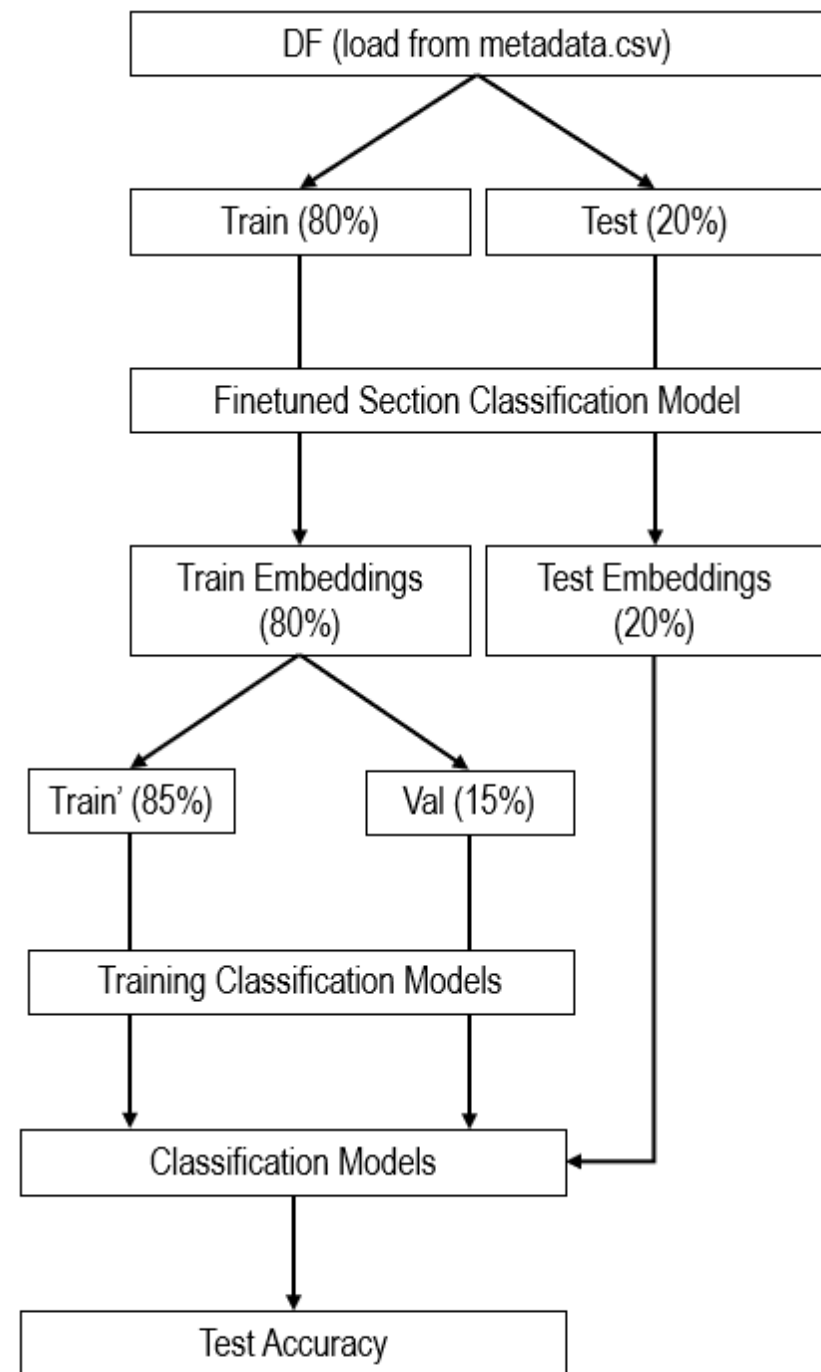 DF (load from metadata.csv)
Train (80%)
Test (20%)
Finetuned Section Classification Model
Train Embeddings
(80%)
Test Embeddings
(20%)
Train’ (85%)
Val (15%)
Training Classification Models
Classification Models
Test Accuracy